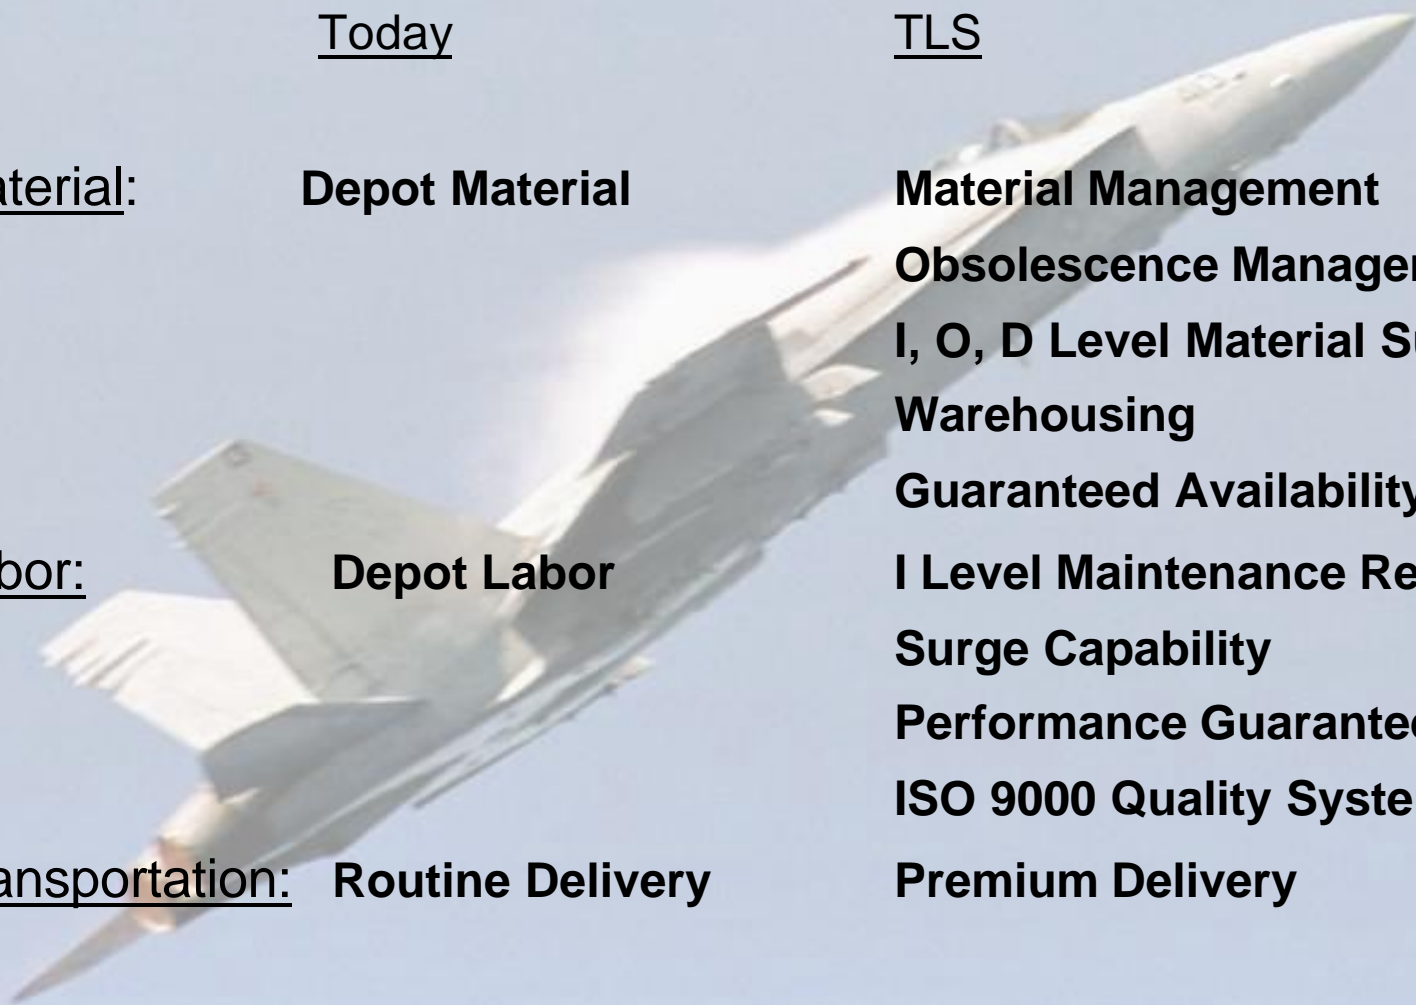 Today TLS
aterial: Depot Material Material Management
Obsolescence Manager
I, O, D Level Material Su
Warehousing
Guaranteed Availability
bor: Depot Labor I Level Maintenance Re
Surge Capability
Performance Guarantee
ISO 9000 Quality Syste
ansportation: Routine Delivery Premium Delivery